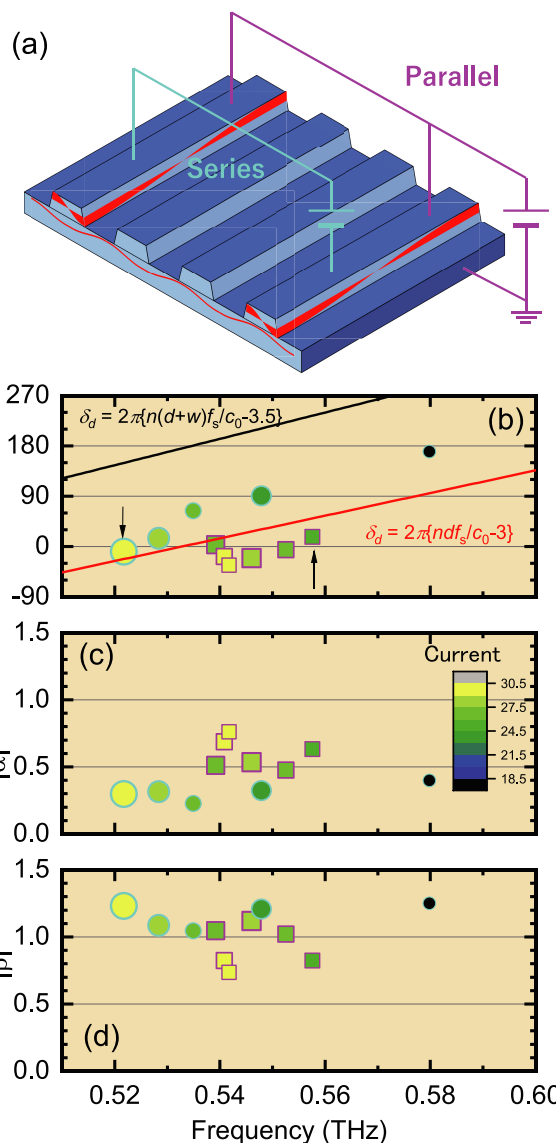 (a)
Parallel
Series
270
180
90
0
-90
δd = 2π{n(d+w)fs/c0-3.5}
(b)
δd = 2π{ndfs/c0-3}
1.5
1.0
0.5
0.0
(c)
Current
30.5
27.5
24.5
21.5
18.5
1.5
1.0
0.5
0.0
(d)
0.52 0.54 0.56 0.58 0.60
Frequency (THz)